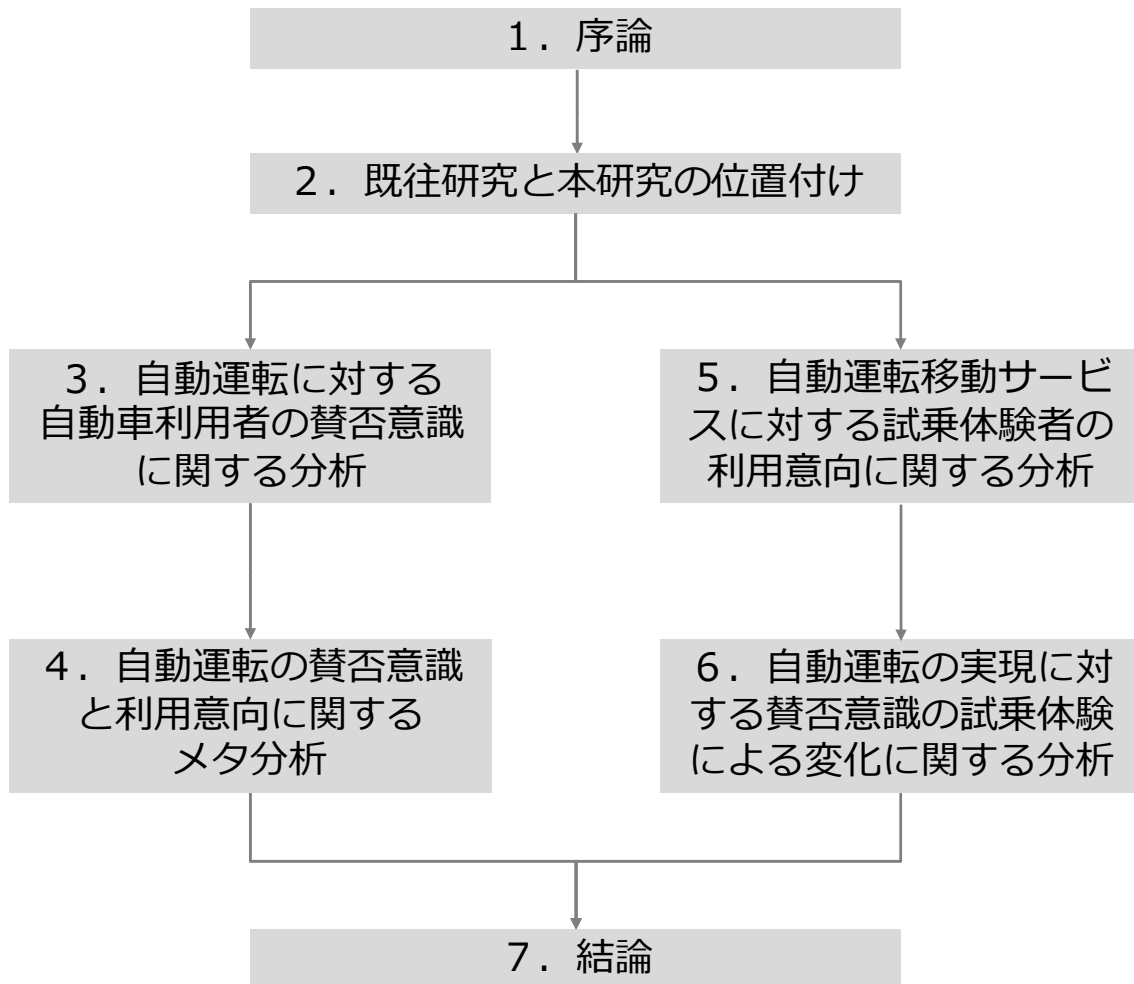 １．序論
２．既往研究と本研究の位置付け
３．自動運転に対する
自動車利用者の賛否意識
に関する分析
４．自動運転の賛否意識
と利用意向に関する
メタ分析
５．自動運転移動サービ
スに対する試乗体験者の
利用意向に関する分析
６．自動運転の実現に対
する賛否意識の試乗体験
による変化に関する分析
７．結論